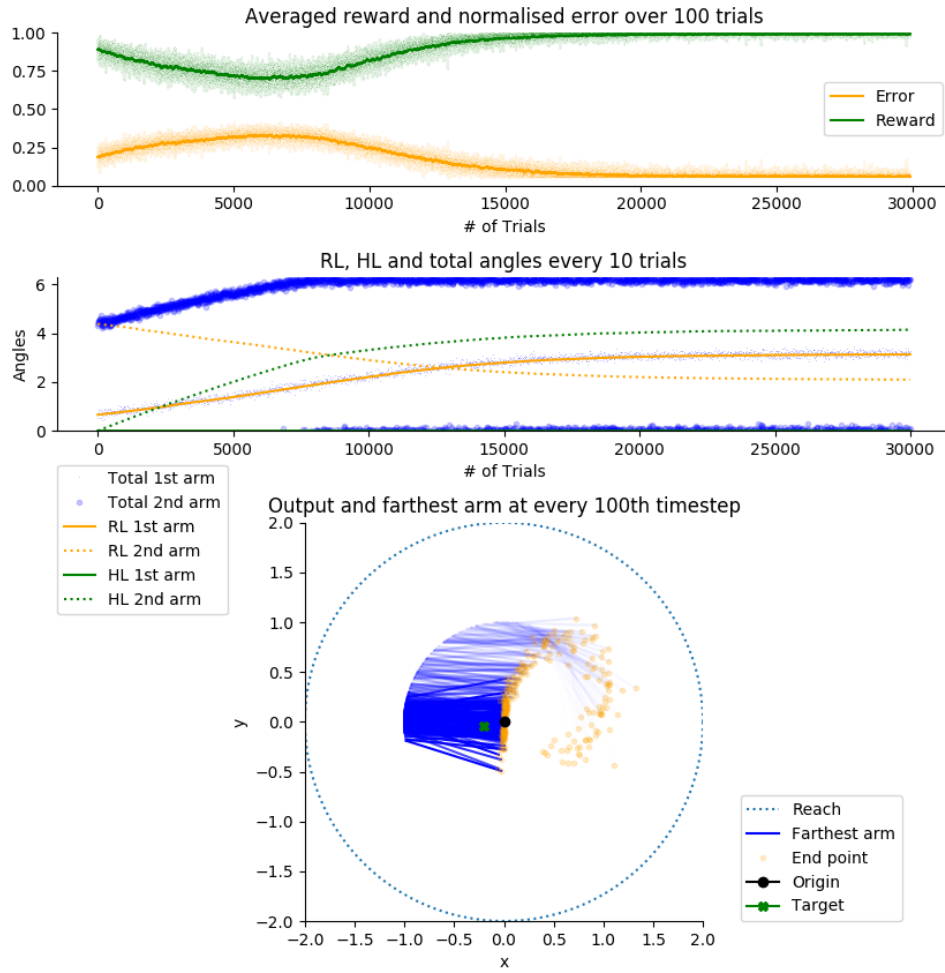 Averaged reward and normalised error over 100 trials
1.00
0.75
0.50
0.25
0.00
Error
Reward
0 5000 10000 15000 20000 25000 30000
# of Trials
RL, HL and total angles every 10 trials
Angles
6
4
2
0
0 5000 10000 15000 20000 25000 30000
# of Trials
Total 1st arm
Total 2nd arm
RL 1st arm
RL 2nd arm
HL 1st arm
HL 2nd arm
Output and farthest arm at every 100th timestep
y
2.0
1.5
1.0
0.5
0.0
−0.5
−1.0
−1.5
−2.0
−2.0 −1.5 −1.0 −0.5 0.0 0.5 1.0 1.5 2.0
x
Reach
Farthest arm
End point
Origin
Target